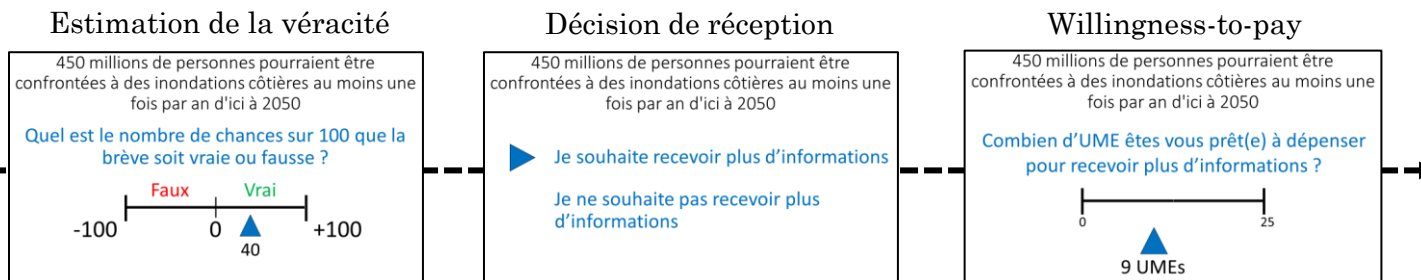 Estimation de la véracité
450 millions de personnes pourraient être
confrontées à des inondations côtières au moins une
fois par an d'ici à 2050
Quel est le nombre de chances sur 100 que la
brève soit vraie ou fausse ?
Faux Vrai
-100 0 +100
40
Décision de réception
450 millions de personnes pourraient être
confrontées à des inondations côtières au moins une
fois par an d'ici à 2050
Je souhaite recevoir plus d'informations
Je ne souhaite pas recevoir plus
d'informations
Willingness-to-pay
450 millions de personnes pourraient être
confrontées à des inondations côtières au moins une
fois par an d'ici à 2050
Combien d'UME êtes vous prêt(e) à dépenser
pour recevoir plus d'informations ?
0 25
9 UMEs